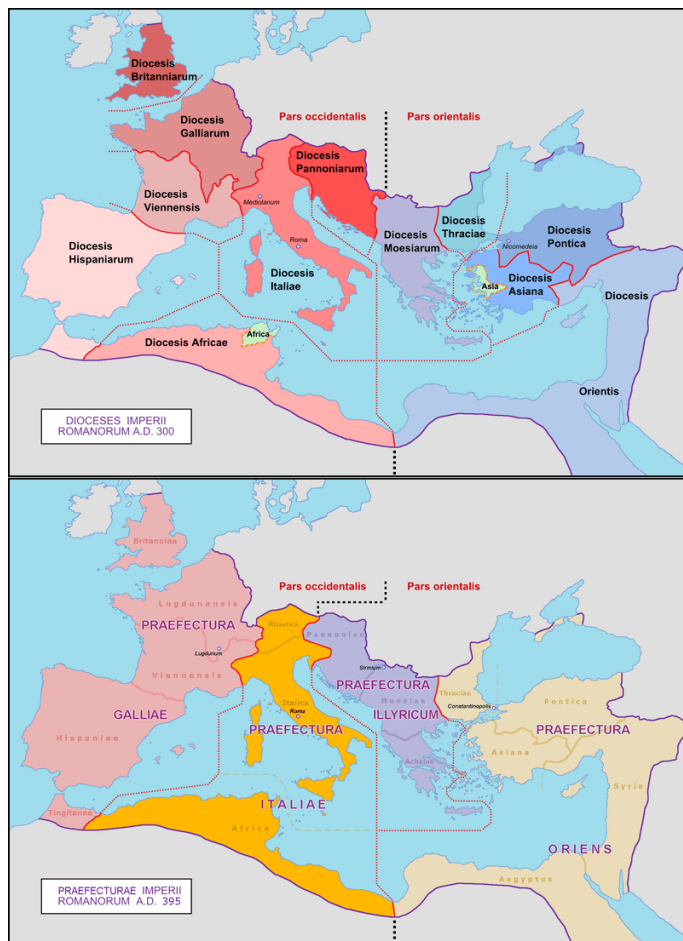 Diocesis
Britanniarum
Diocesis
Galliarum
Pars occidentalis
Pars orientalis
Diocesis
Pannoniarum
Diocesis
Viennensis
Mediolanum
Diocesis
Hispaniarum
Roma
Diocesis
Italiae
Diocesis
Moesiarum
Diocesis
Thraciae
Nicomedeia
Diocesis
Pontica
Asia
Diocesis
Asiana
Diocesis
Africa
Diocesis Africae
Orientis
DIOCESES IMPERII
ROMANORUM A.D. 300
Britanniae
Pars occidentalis
Pars orientalis
Lugdunensis
PRAEFECTURA
Lugdunum
Viennensis
GALLIAE
Hispaniae
Tingitanae
Rhaetica
Italica
Roma
PRAEFECTURA
ITALIAE
Africa
Pannoniae
Sirmium
PRAEFECTURA
Moesiae
ILLYRICUM
Achaiae
Thraciae
Constantinopolis
Pontica
PRAEFECTURA
Asiana
Syria
ORIENS
Aegyptus
PRAEFECTURAE IMPERII
ROMANORUM A.D. 395